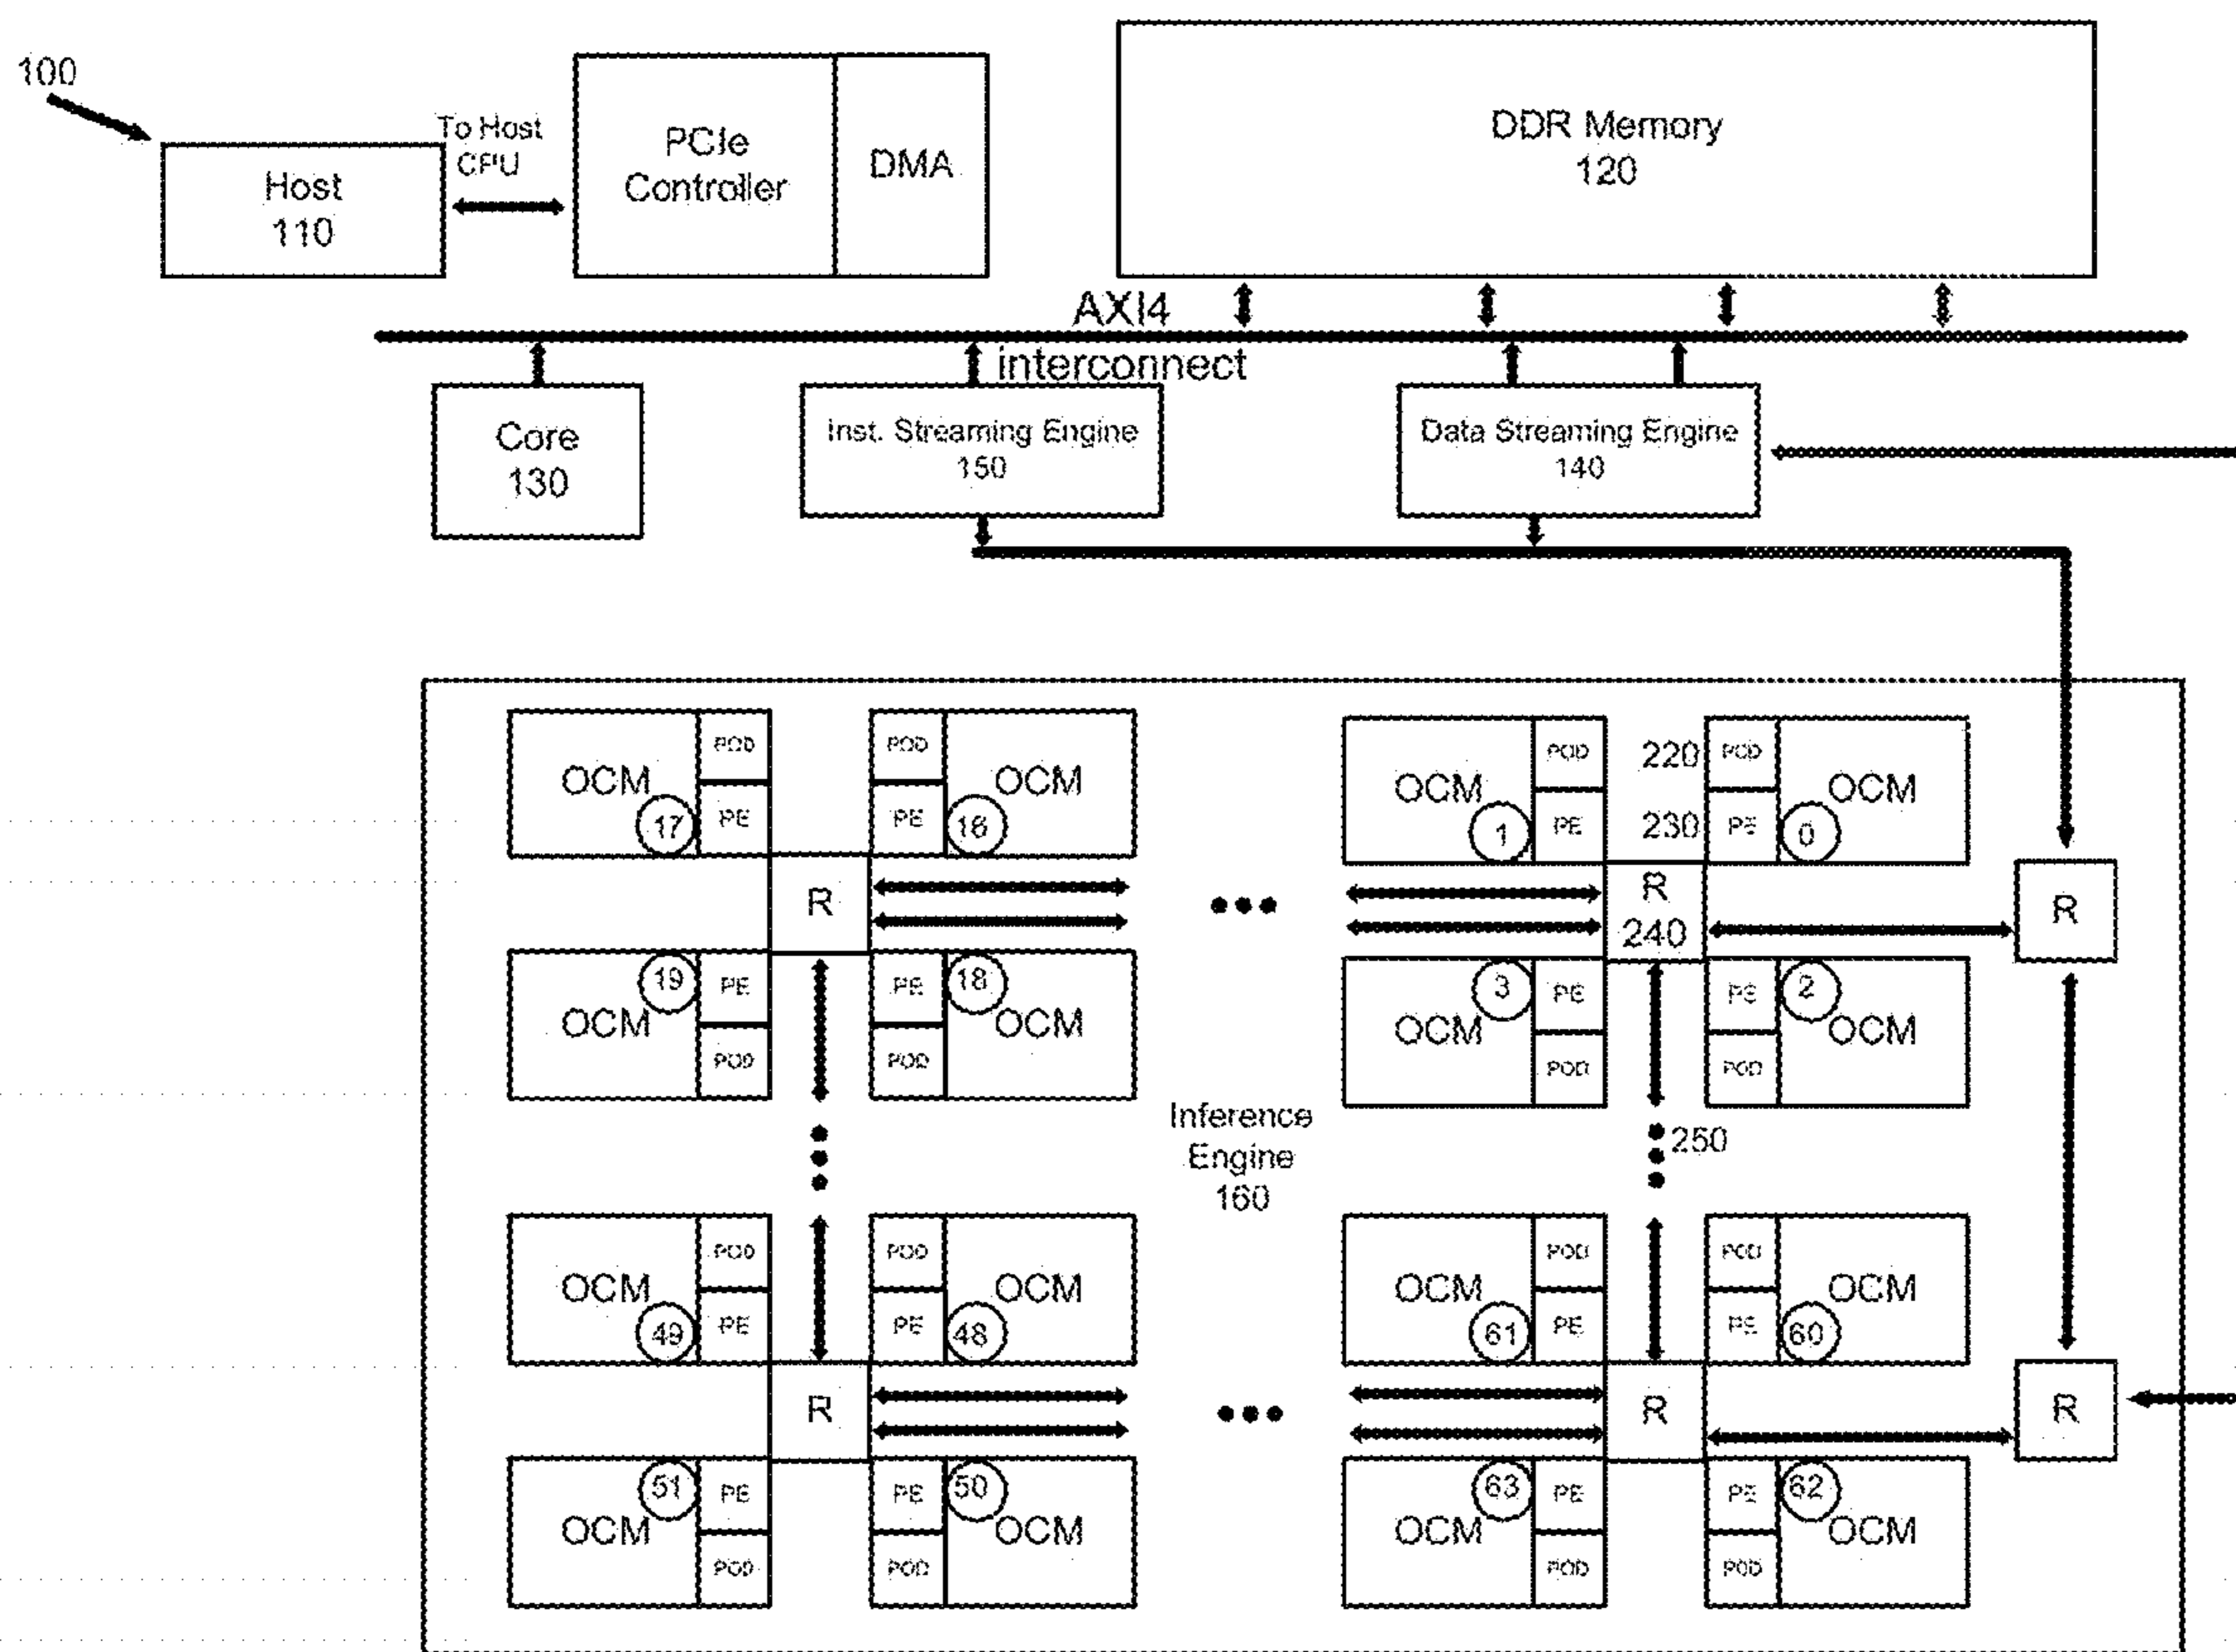 100
To Host
CPU
Host
110
PCIe
Controller
DMA
DDR Memory
120
AXI4
interconnect
Core
130
Inst. Streaming Engine
150
Data Streaming Engine
140
OCM
POD
PE
17
POD
PE
16
OCM
OCM
POD
PE
1
220
230
POD
PE
0
OCM
R
R
240
R
OCM
19
PE
POD
PE
POD
18
OCM
OCM
3
PE
POD
PE
POD
2
OCM
Inference
Engine
160
250
OCM
POD
PE
49
POD
PE
48
OCM
OCM
POD
PE
61
POD
PE
60
OCM
R
R
R
OCM
51
PE
POD
PE
POD
50
OCM
OCM
63
PE
POD
PE
POD
62
OCM